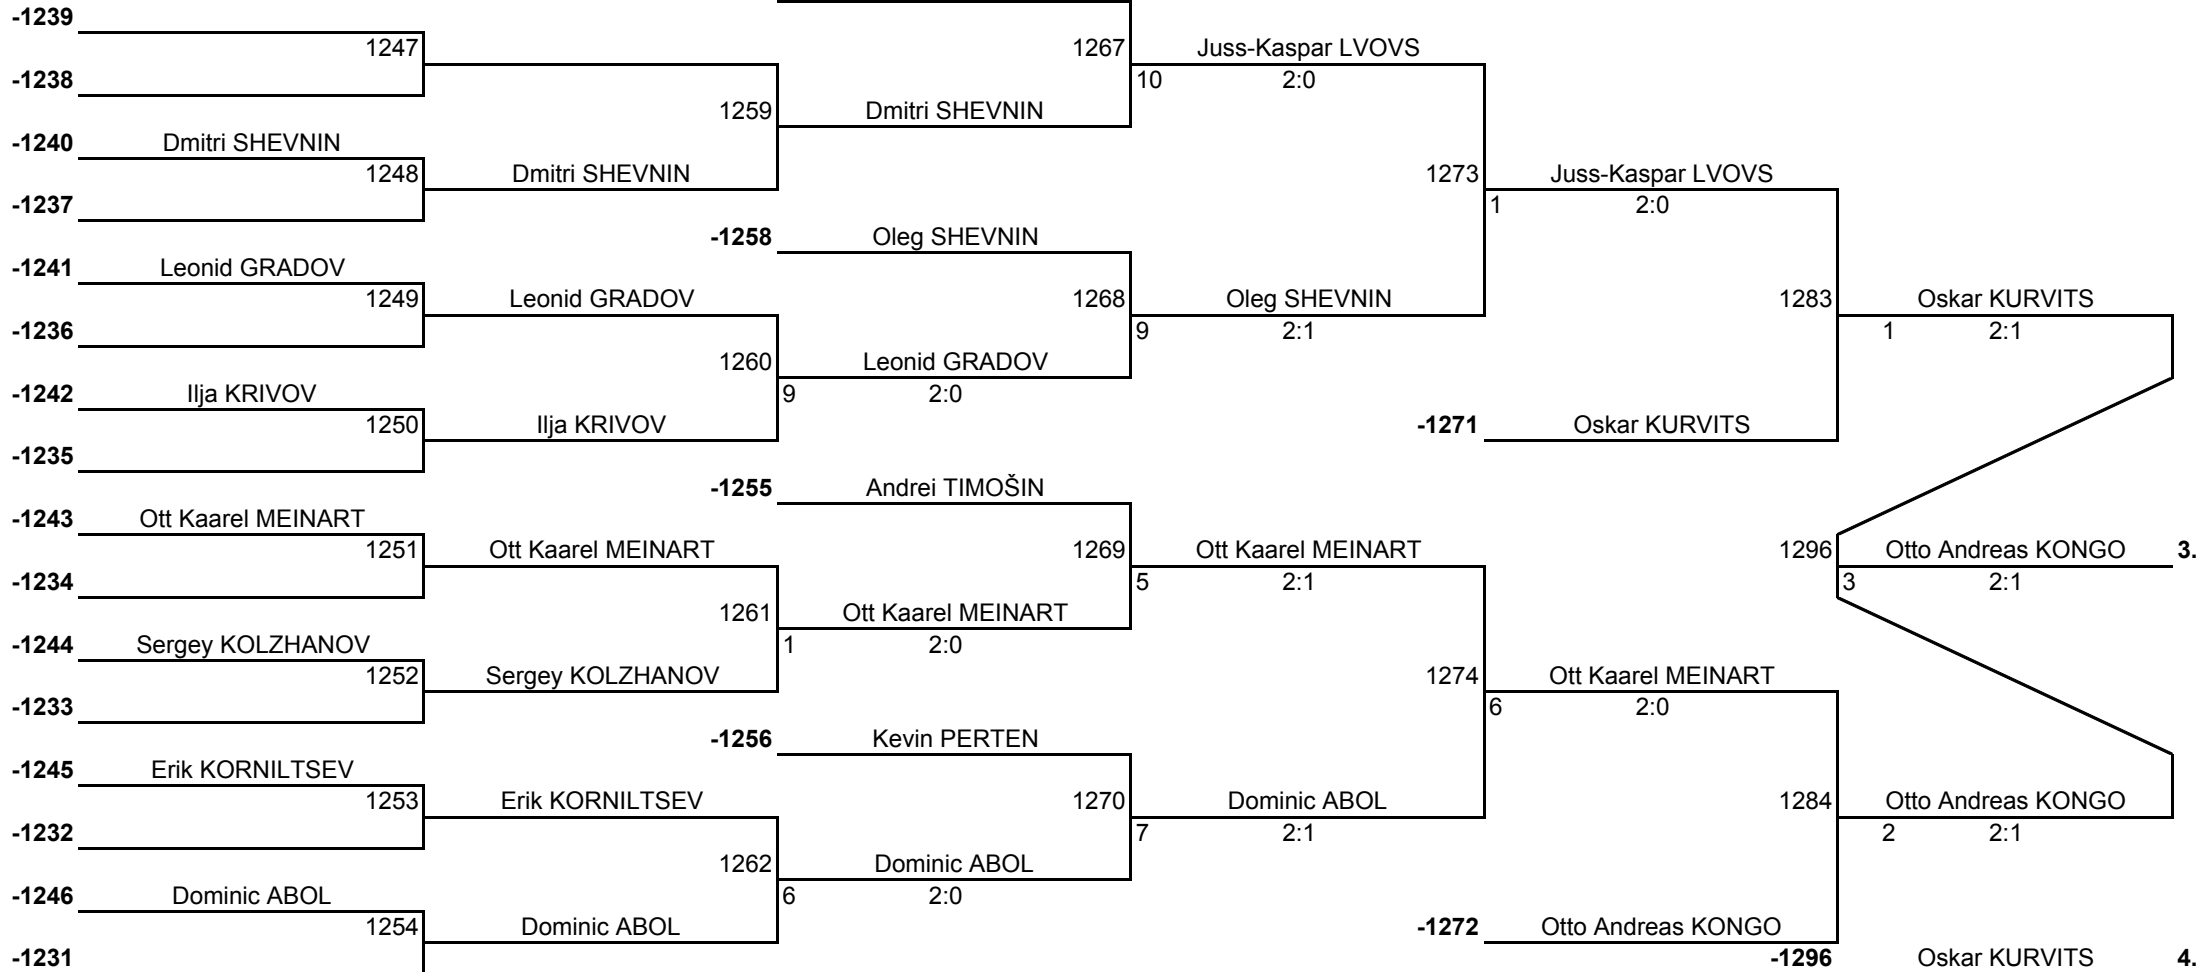 -1239
1247 1267 Juss-Kaspar LVOVS
-1238 10 2:0
1259 Dmitri SHEVNIN
-1240 Dmitri SHEVNIN
1248 Dmitri SHEVNIN 1273 Juss-Kaspar LVOVS
-1237 1 2:0
-1258 Oleg SHEVNIN
-1241 Leonid GRADOV
1249 Leonid GRADOV 1268 Oleg SHEVNIN 1283 Oskar KURVITS
-1236 9 2:1 1 2:1
1260 Leonid GRADOV
-1242 Ilja KRIVOV 9 2:0
1250 Ilja KRIVOV -1271 Oskar KURVITS
-1235
-1255 Andrei TIMOŠIN
-1243 Ott Kaarel MEINART
1251 Ott Kaarel MEINART 1269 Ott Kaarel MEINART 1296 Otto Andreas KONGO 3.
-1234 5 2:1 3 2:1
1261 Ott Kaarel MEINART
-1244 Sergey KOLZHANOV 1 2:0
1252 Sergey KOLZHANOV 1274 Ott Kaarel MEINART
-1233 6 2:0
-1256 Kevin PERTEN
-1245 Erik KORNILTSEV
1253 Erik KORNILTSEV 1270 Dominic ABOL 1284 Otto Andreas KONGO
-1232 7 2:1 2 2:1
1262 Dominic ABOL
-1246 Dominic ABOL 6 2:0
1254 Dominic ABOL -1272 Otto Andreas KONGO
-1231 -1296 Oskar KURVITS 4.